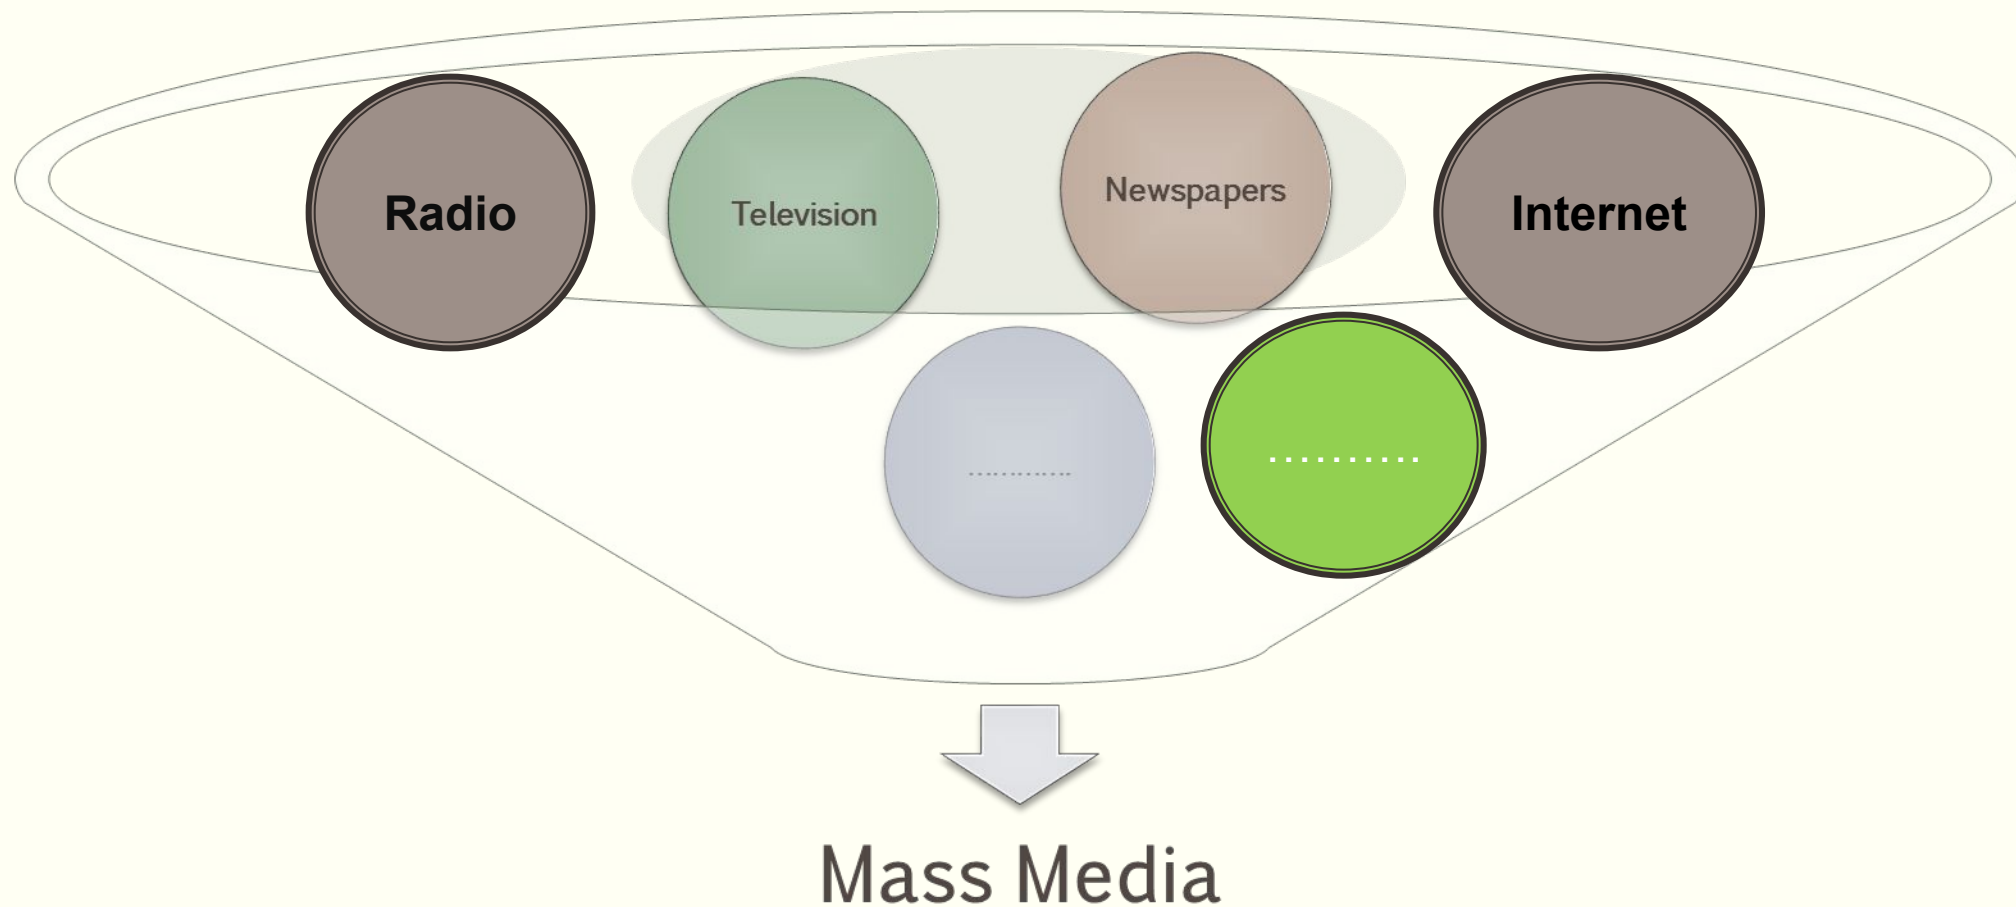 Radio
Television
Newspapers
Internet
.............
..........
Mass Media